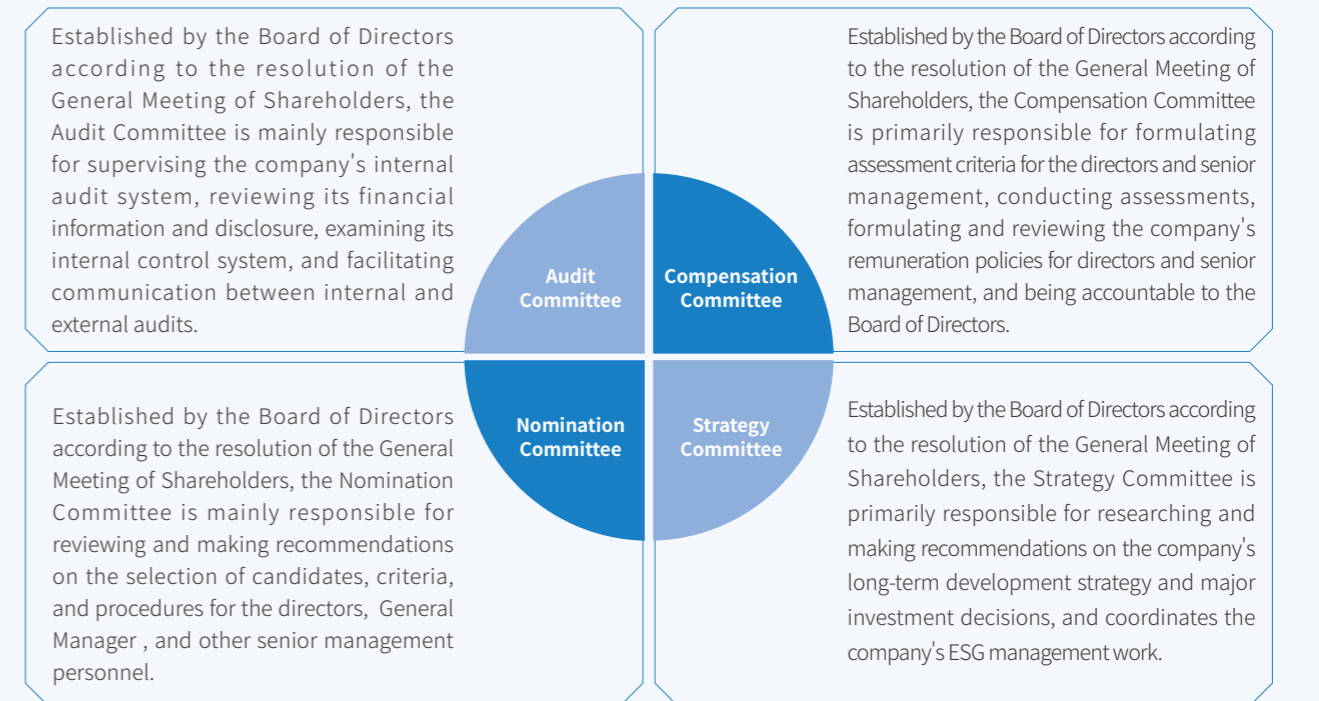 Established by the Board of Directors
according to the resolution of the
General Meeting of Shareholders, the
Audit Committee is mainly responsible
for supervising the company's internal
audit system, reviewing its financial
information and disclosure, examining its
internal control system, and facilitating
communication between internal and
external audits.
Audit
Committee
Compensation
Committee
Established by the Board of Directors according
to the resolution of the General Meeting of
Shareholders, the Compensation Committee
is primarily responsible for formulating
assessment criteria for the directors and senior
management, conducting assessments,
formulating and reviewing the company's
remuneration policies for directors and senior
management, and being accountable to the
Board of Directors.
Established by the Board of Directors
according to the resolution of the General
Meeting of Shareholders, the Nomination
Committee is mainly responsible for
reviewing and making recommendations
on the selection of candidates, criteria,
and procedures for the directors, General
Manager , and other senior management
personnel.
Nomination
Committee
Strategy
Committee
Established by the Board of Directors according
to the resolution of the General Meeting of
Shareholders, the Strategy Committee is
primarily responsible for researching and
making recommendations on the company's
long-term development strategy and major
investment decisions, and coordinates the
company's ESG management work.